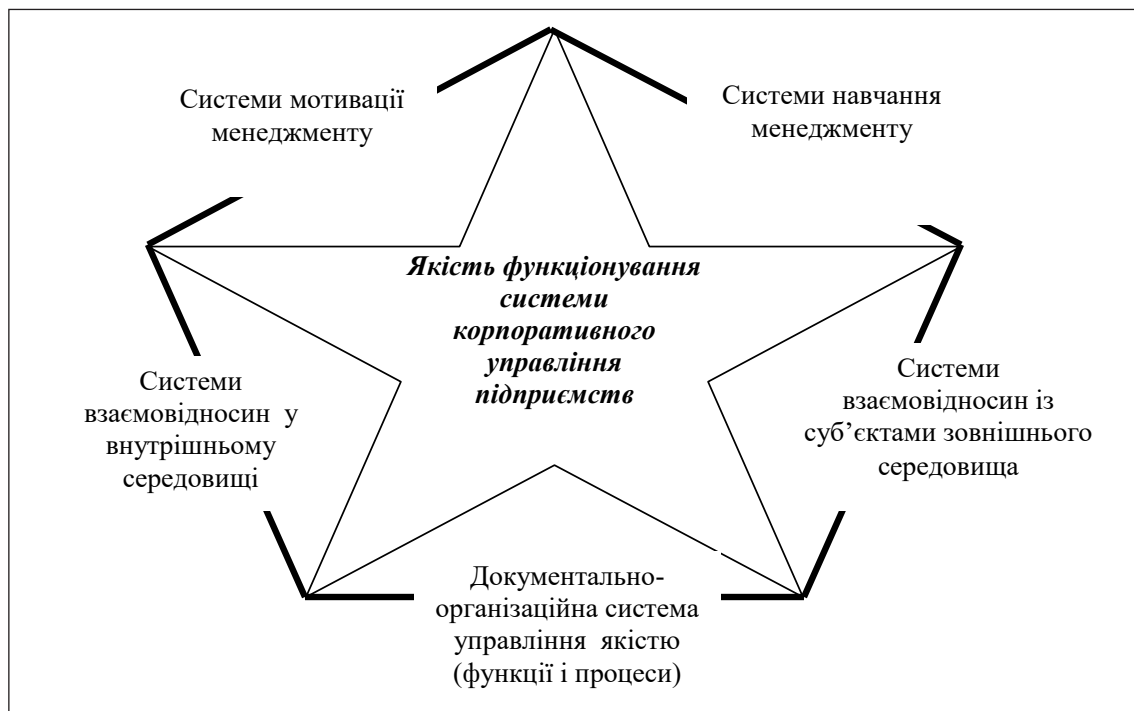 Системи мотивації
менеджменту
Системи навчання
менеджменту
Якість функціонування
системи
корпоративного
управління
підприємств
Системи
взаємовідносин у
внутрішньому
середовищі
Системи
взаємовідносин із
суб’єктами зовнішнього
середовища
Документально-
організаційна система
управління якістю
(функції і процеси)